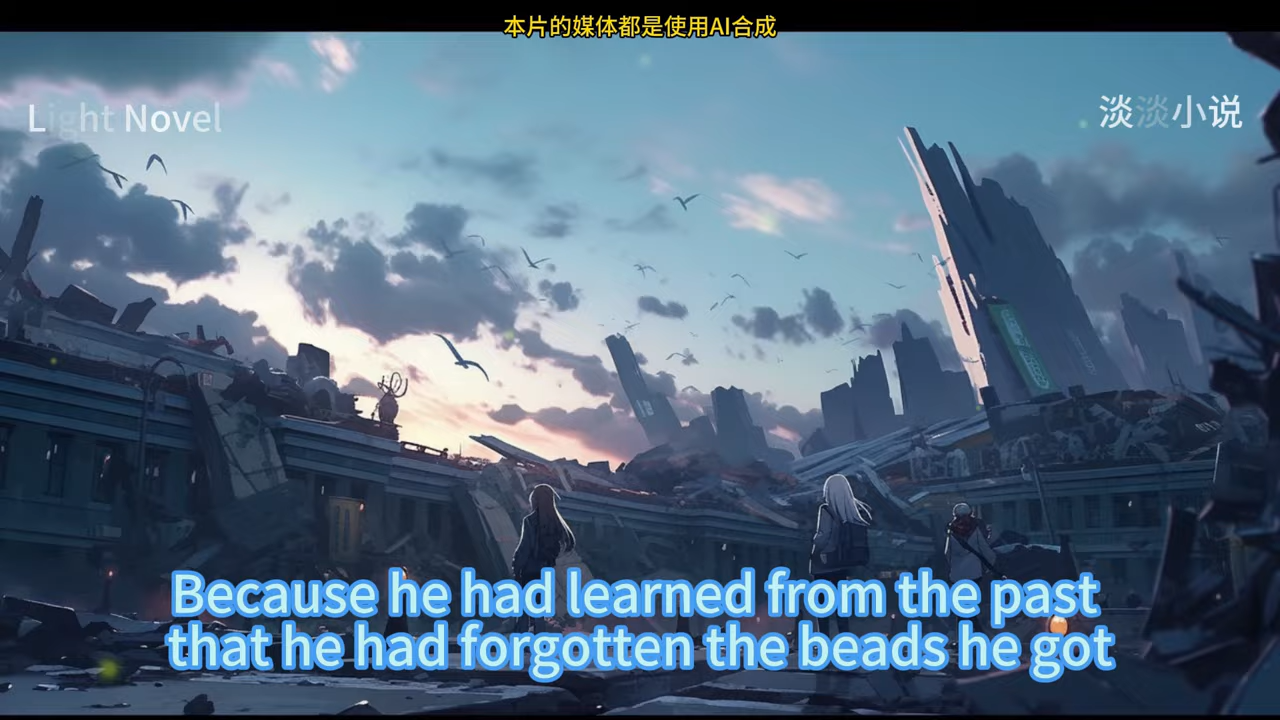 本片的媒体都是使用AI合成
Light Novel
淡淡小说
Because he had learned from the past
that he had forgotten the beads he got